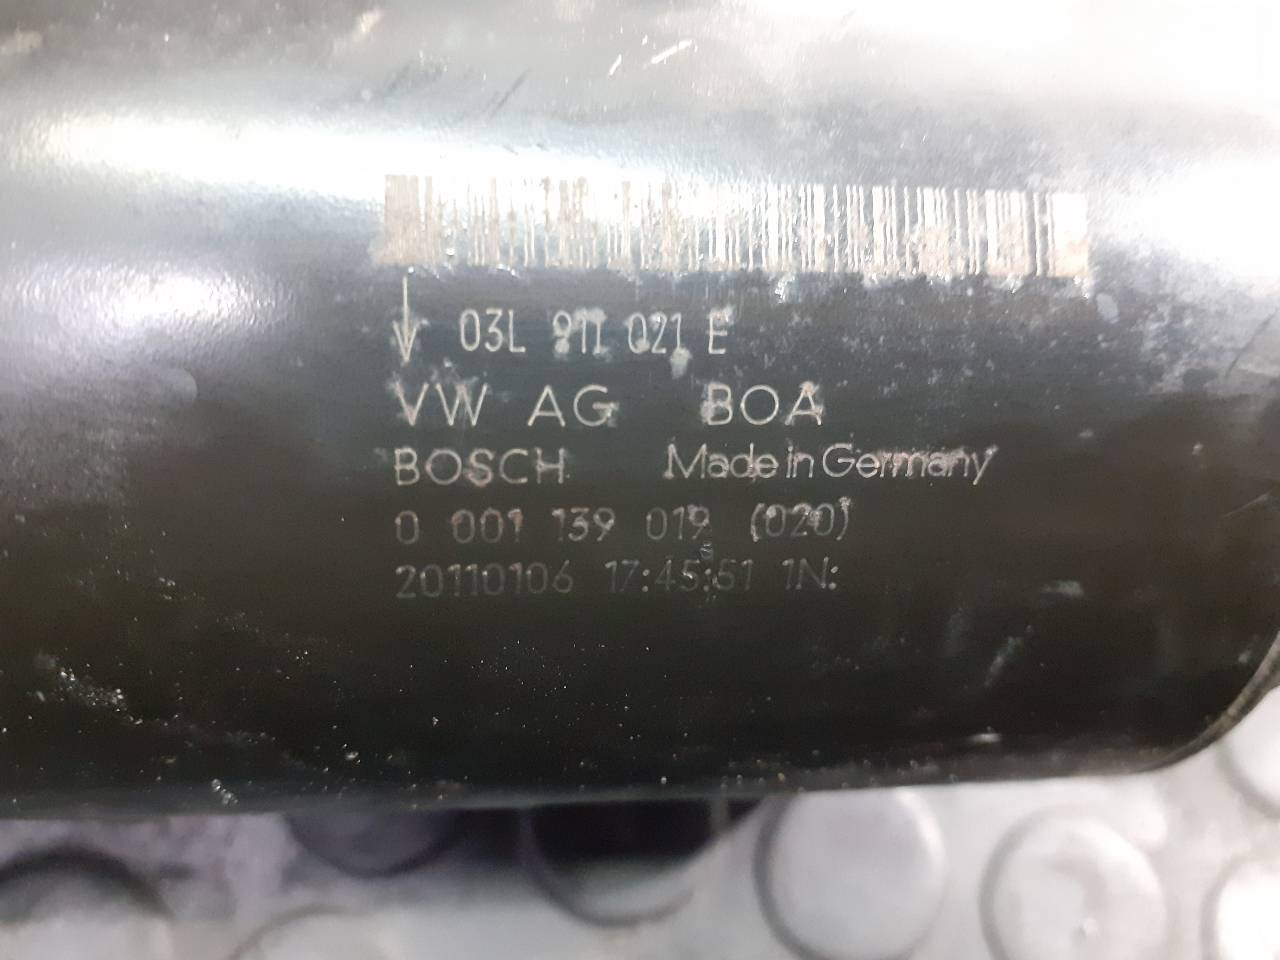 03L 911 021 E
VW AG BOA
BOSCH Made in Germany
0 001 139 019 (020)
20110106 17:45:51 1N: